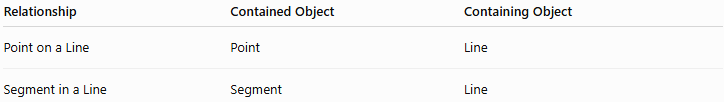 Relationship Contained Object Containing Object
Point on a Line Point Line
Segment in a Line Segment Line